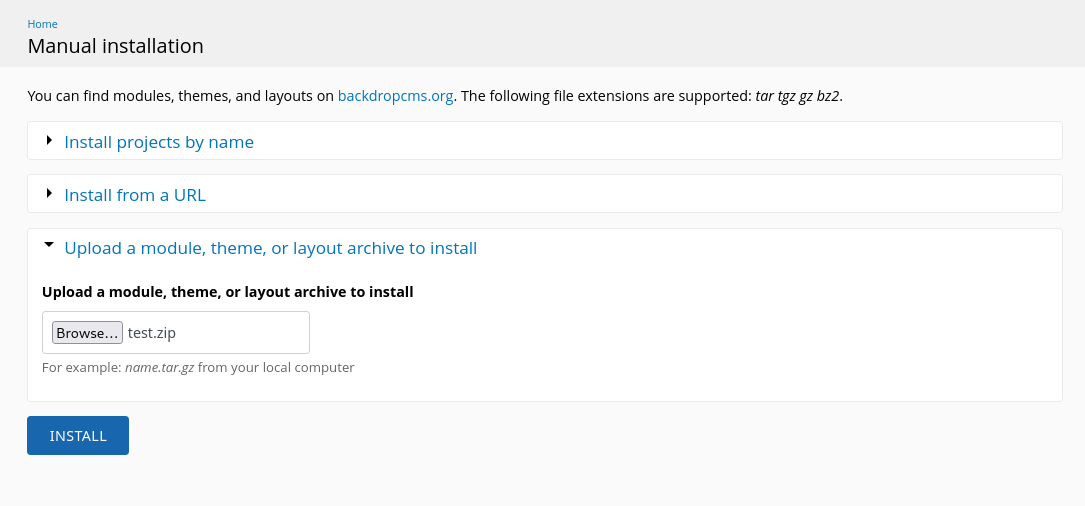 Home
Manual installation
You can find modules, themes, and layouts on backdropcms.org. The following file extensions are supported: tar tgz gz bz2.
Install projects by name
Install from a URL
Upload a module, theme, or layout archive to install
Upload a module, theme, or layout archive to install
Browse... test.zip
For example: name.tar.gz from your local computer
INSTALL